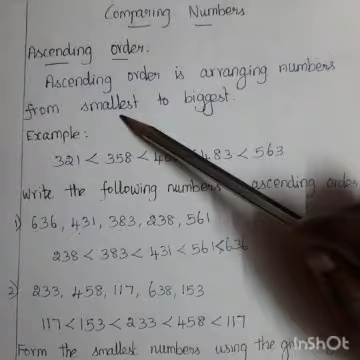 Comparing Numbers
Ascending order.
Ascending order is arranging numbers
from smallest to biggest.
Example:
321 < 358 < 483 < 563
Write the following numbers ascending order
1) 636, 431, 383, 238, 561
238 < 383 < 431 < 561 < 636
2) 233, 458, 117, 638, 153
117 < 153 < 233 < 458 < 117
Form the smallest numbers using the
InShOt